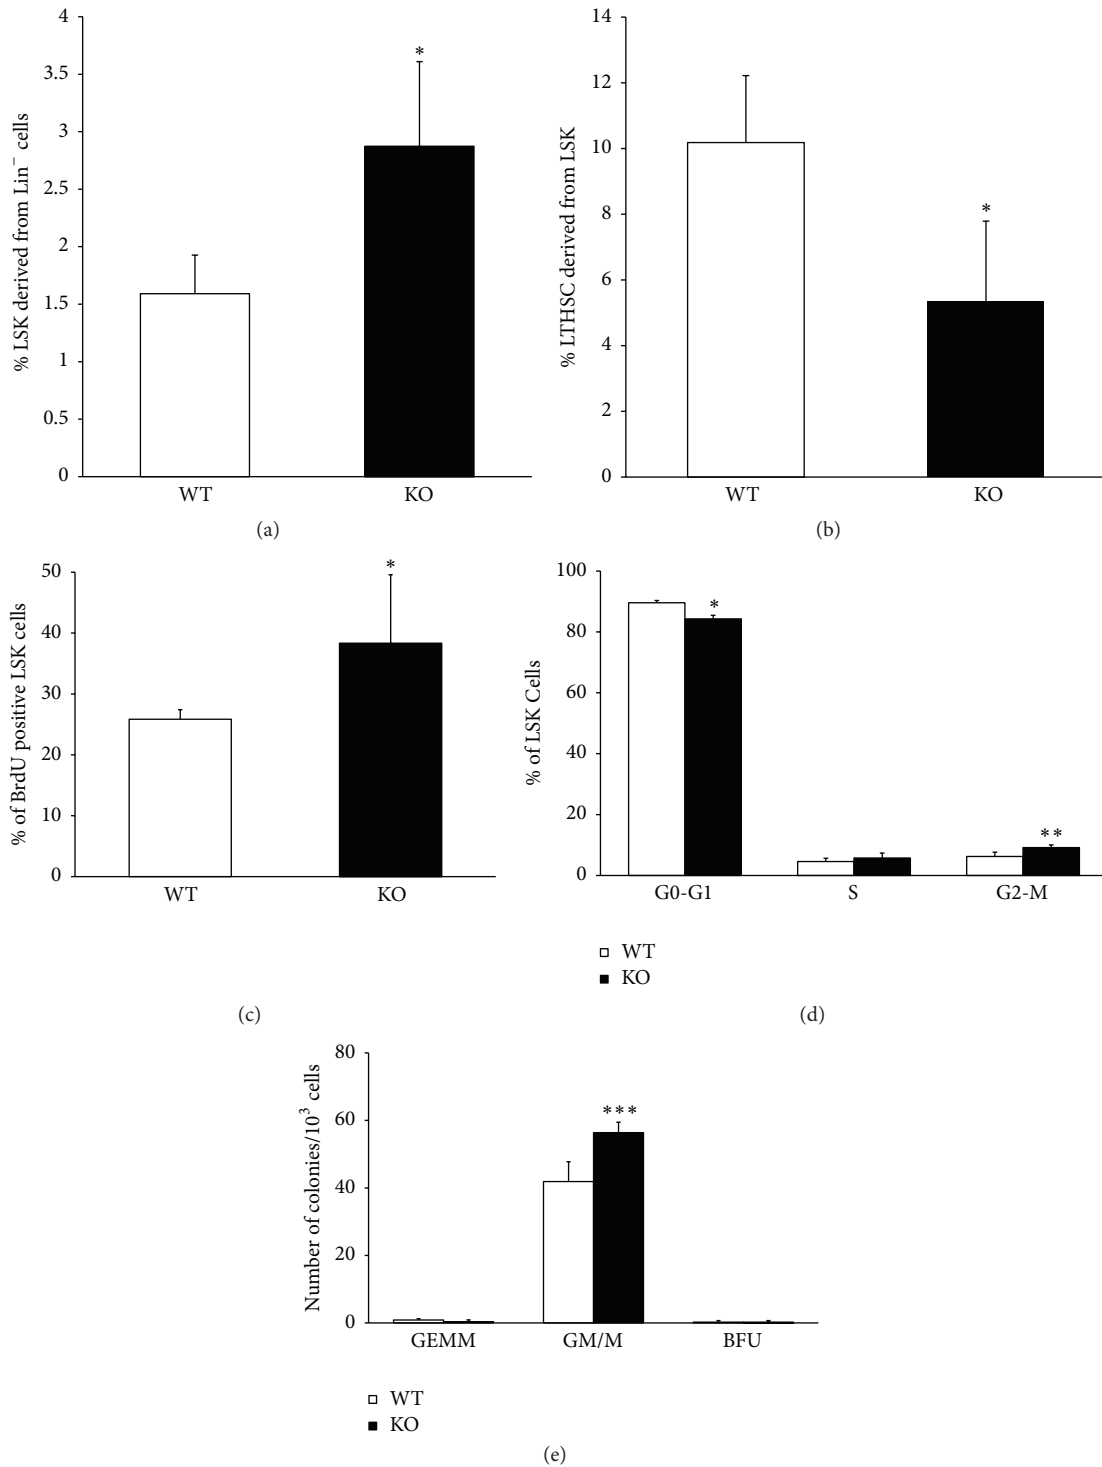 % LSK derived from Lin⁻ cells
4
3.5
3
2.5
2
1.5
1
0.5
0
*
WT KO
(a)
% LTHSC derived from LSK
14
12
10
8
6
4
2
0
*
WT KO
(b)
% of BrdU positive LSK cells
50
40
30
20
10
0
*
WT KO
(c)
% of LSK Cells
100
80
60
40
20
0
*
**
G0-G1 S G2-M
WT
KO
(d)
Number of colonies/10³ cells
80
60
40
20
0
***
GEMM GM/M BFU
WT
KO
(e)